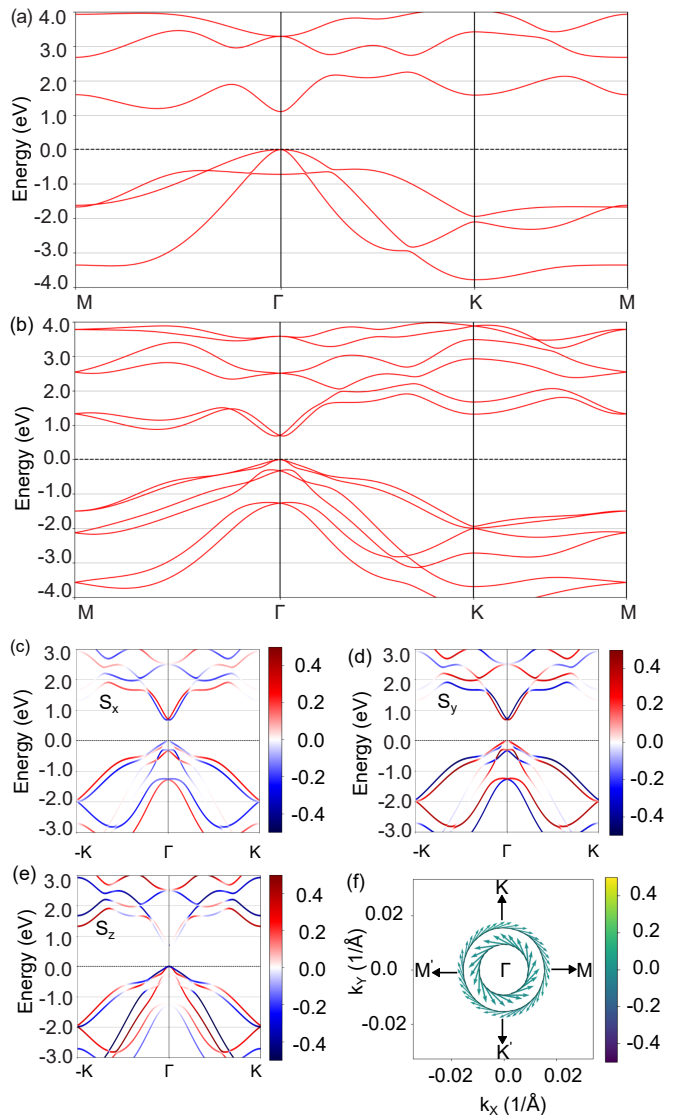 (a)
4.0
3.0
2.0
1.0
0.0
-1.0
-2.0
-3.0
-4.0
Energy (eV)
M Γ K M
(b)
4.0
3.0
2.0
1.0
0.0
-1.0
-2.0
-3.0
-4.0
Energy (eV)
M Γ K M
(c)
3.0
2.0
1.0
0.0
-1.0
-2.0
-3.0
Energy (eV)
Sx
-K Γ K
0.4
0.2
0.0
-0.2
-0.4
(d)
3.0
2.0
1.0
0.0
-1.0
-2.0
-3.0
Energy (eV)
Sy
-K Γ K
0.4
0.2
0.0
-0.2
-0.4
(e)
3.0
2.0
1.0
0.0
-1.0
-2.0
-3.0
Energy (eV)
Sz
-K Γ K
0.4
0.2
0.0
-0.2
-0.4
(f)
0.02
0.0
-0.02
kY (1/Å)
K
M' Γ M
K'
-0.02 0.0 0.02
kX (1/Å)
0.4
0.2
0.0
-0.2
-0.4